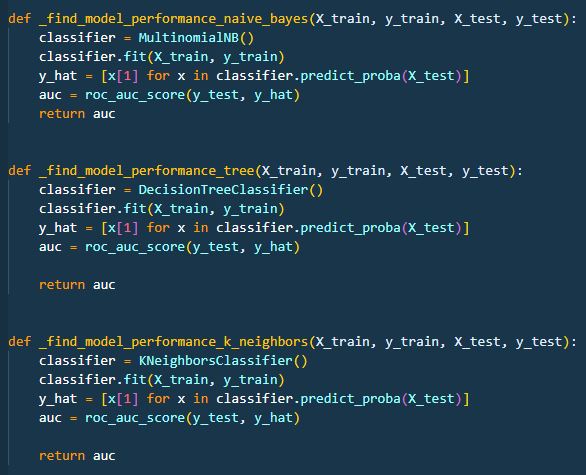 def _find_model_performance_naive_bayes(X_train, y_train, X_test, y_test):
    classifier = MultinomialNB()
    classifier.fit(X_train, y_train)
    y_hat = [x[1] for x in classifier.predict_proba(X_test)]
    auc = roc_auc_score(y_test, y_hat)
    return auc
def _find_model_performance_tree(X_train, y_train, X_test, y_test):
    classifier = DecisionTreeClassifier()
    classifier.fit(X_train, y_train)
    y_hat = [x[1] for x in classifier.predict_proba(X_test)]
    auc = roc_auc_score(y_test, y_hat)
    return auc
def _find_model_performance_k_neighbors(X_train, y_train, X_test, y_test):
    classifier = KNeighborsClassifier()
    classifier.fit(X_train, y_train)
    y_hat = [x[1] for x in classifier.predict_proba(X_test)]
    auc = roc_auc_score(y_test, y_hat)
    return auc